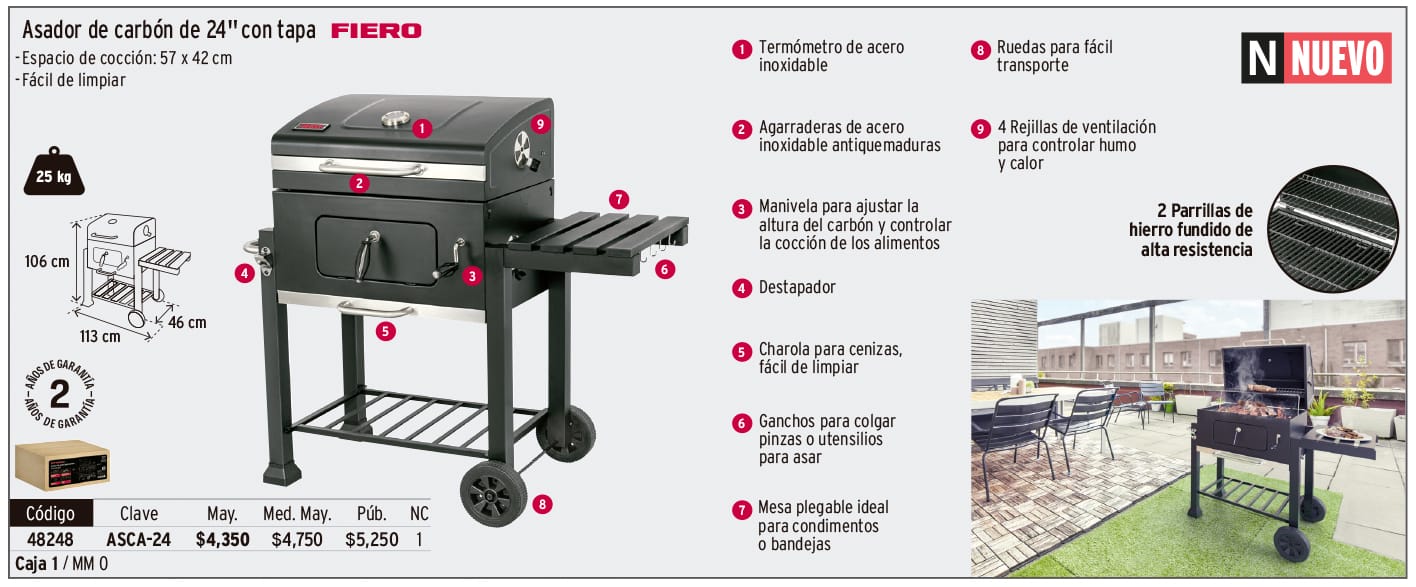 Asador de carbón de 24" con tapa FIERO
- Espacio de cocción: 57 x 42 cm
- Fácil de limpiar
25 kg
106 cm
113 cm
46 cm
AÑOS DE GARANTÍA
2
AÑOS DE GARANTÍA
1
2
3
4
5
6
7
8
9
1 Termómetro de acero
inoxidable
2 Agarraderas de acero
inoxidable antiquemaduras
3 Manivela para ajustar la
altura del carbón y controlar
la cocción de los alimentos
4 Destapador
5 Charola para cenizas,
fácil de limpiar
6 Ganchos para colgar
pinzas o utensilios
para asar
7 Mesa plegable ideal
para condimentos
o bandejas
8 Ruedas para fácil
transporte
9 4 Rejillas de ventilación
para controlar humo
y calor
N NUEVO
2 Parrillas de
hierro fundido de
alta resistencia
Código Clave May. Med. May. Púb. NC
48248 ASCA-24 $4,350 $4,750 $5,250 1
Caja 1 / MM 0